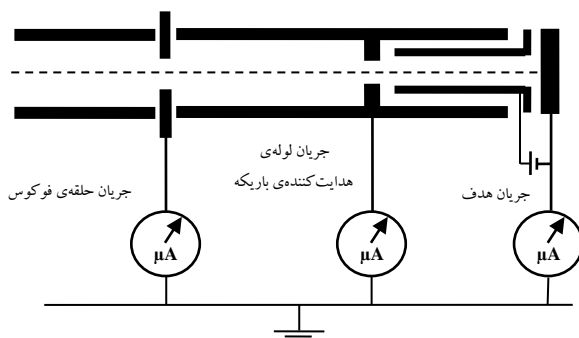 جریان لوله‌ی
هدایت‌کننده‌ی باریکه
جریان هدف
جریان حلقه‌ی فوکوس
µA
µA
µA